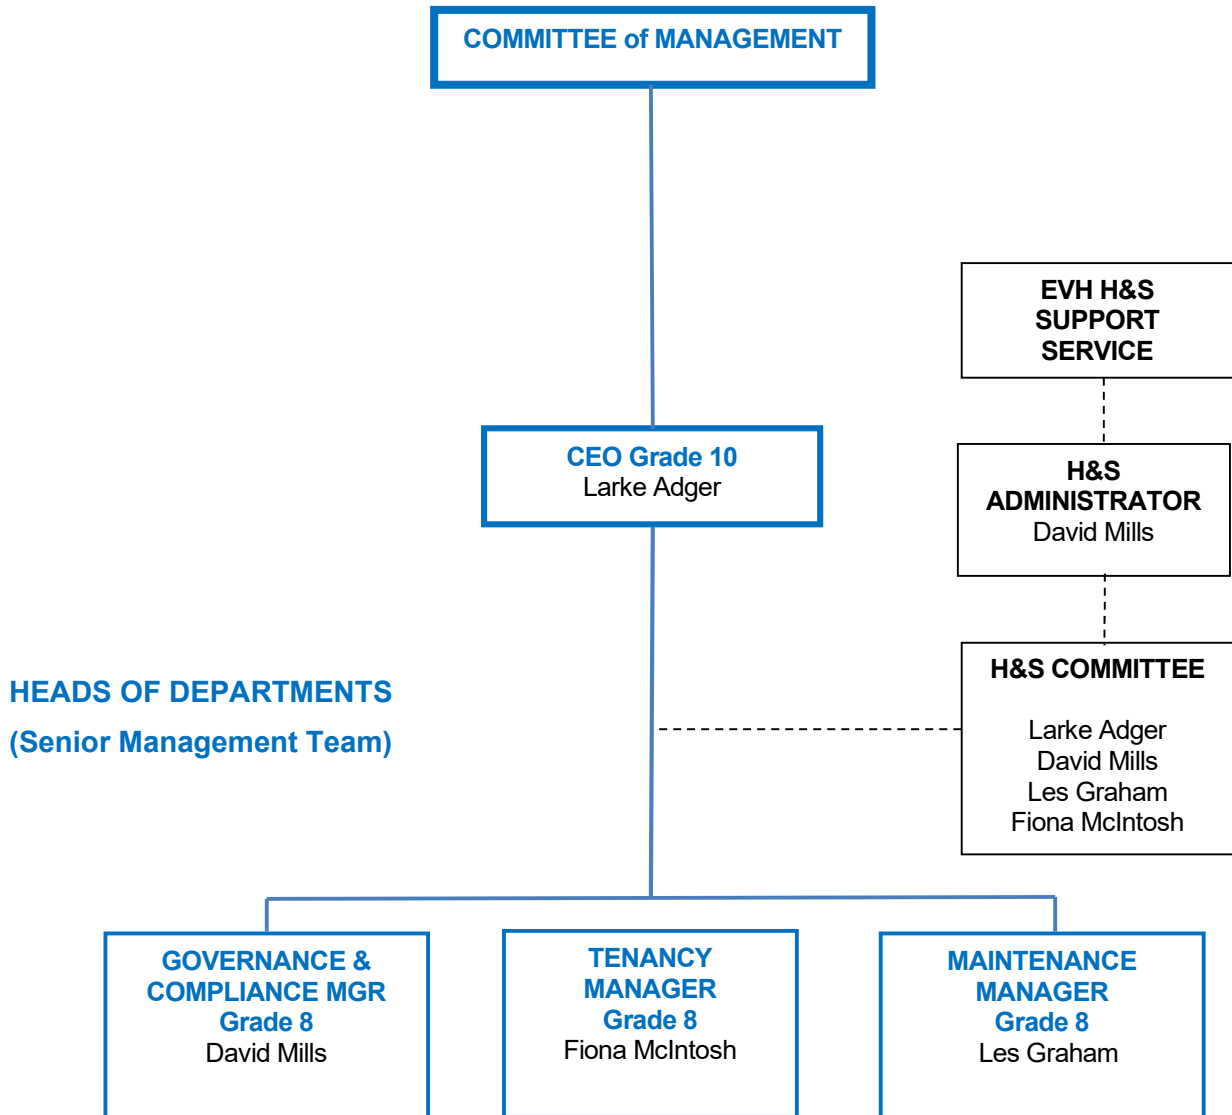 COMMITTEE of MANAGEMENT
EVH H&S
SUPPORT
SERVICE
CEO Grade 10
Larke Adger
H&S
ADMINISTRATOR
David Mills
H&S COMMITTEE
Larke Adger
David Mills
Les Graham
Fiona McIntosh
HEADS OF DEPARTMENTS
(Senior Management Team)
GOVERNANCE &
COMPLIANCE MGR
Grade 8
David Mills
TENANCY
MANAGER
Grade 8
Fiona McIntosh
MAINTENANCE
MANAGER
Grade 8
Les Graham